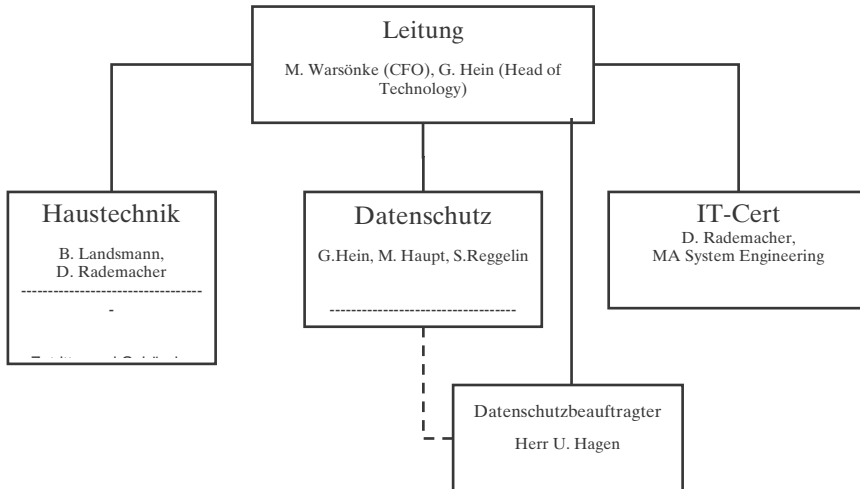 Leitung
M. Warsönke (CFO), G. Hein (Head of
Technology)
Haustechnik
B. Landsmann,
D. Rademacher
----------------------------------
-
Datenschutz
G.Hein, M. Haupt, S.Reggelin
-----------------------------------
IT-Cert
D. Rademacher,
MA System Engineering
Datenschutzbeauftragter
Herr U. Hagen